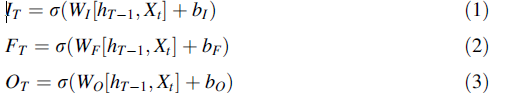 I_T = σ(W_I[h_{T−1}, X_t] + b_I) (1)
F_T = σ(W_F[h_{T−1}, X_t] + b_F) (2)
O_T = σ(W_O[h_{T−1}, X_t] + b_O) (3)